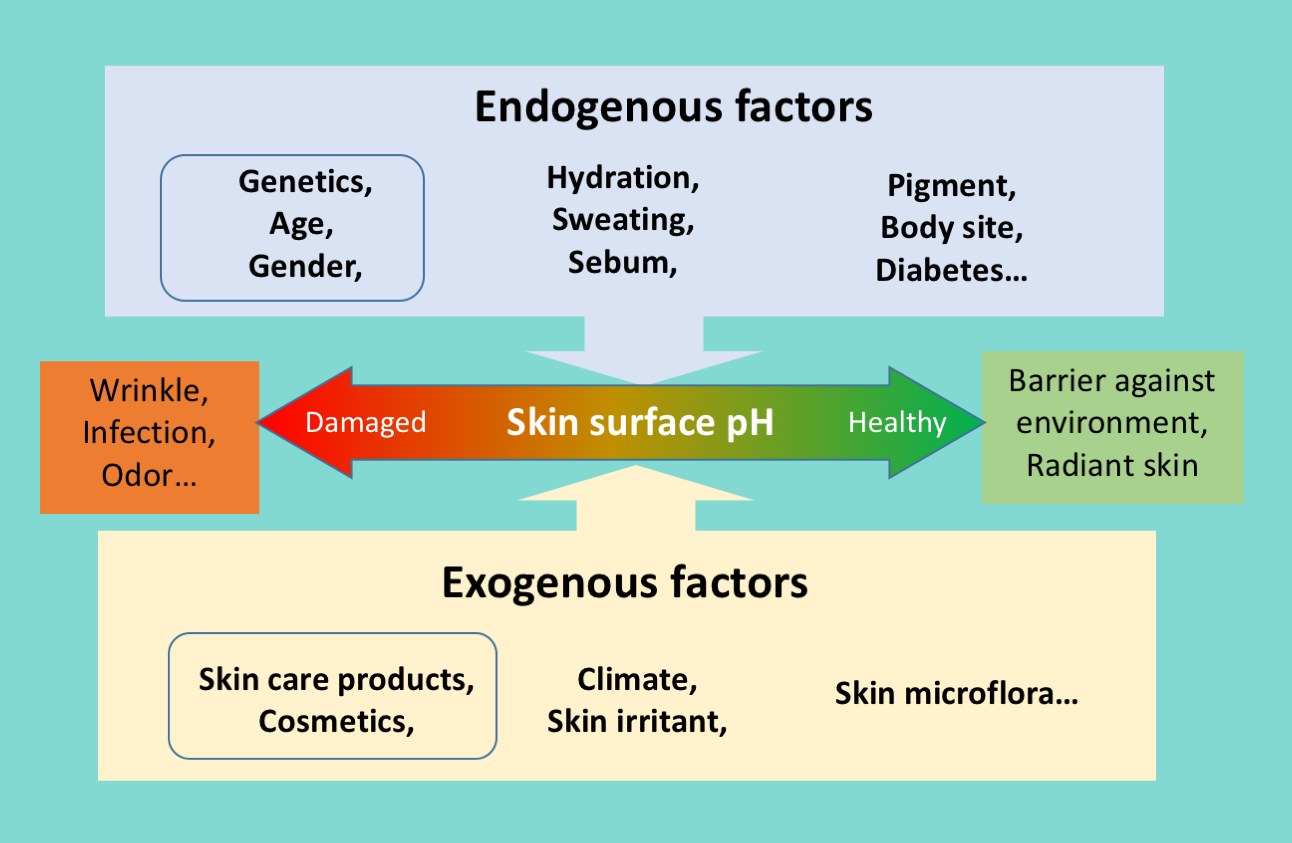 Endogenous factors
Genetics,
Age,
Gender,
Hydration,
Sweating,
Sebum,
Pigment,
Body site,
Diabetes…
Wrinkle,
Infection,
Odor…
Damaged
Skin surface pH
Healthy
Barrier against
environment,
Radiant skin
Exogenous factors
Skin care products,
Cosmetics,
Climate,
Skin irritant,
Skin microflora…